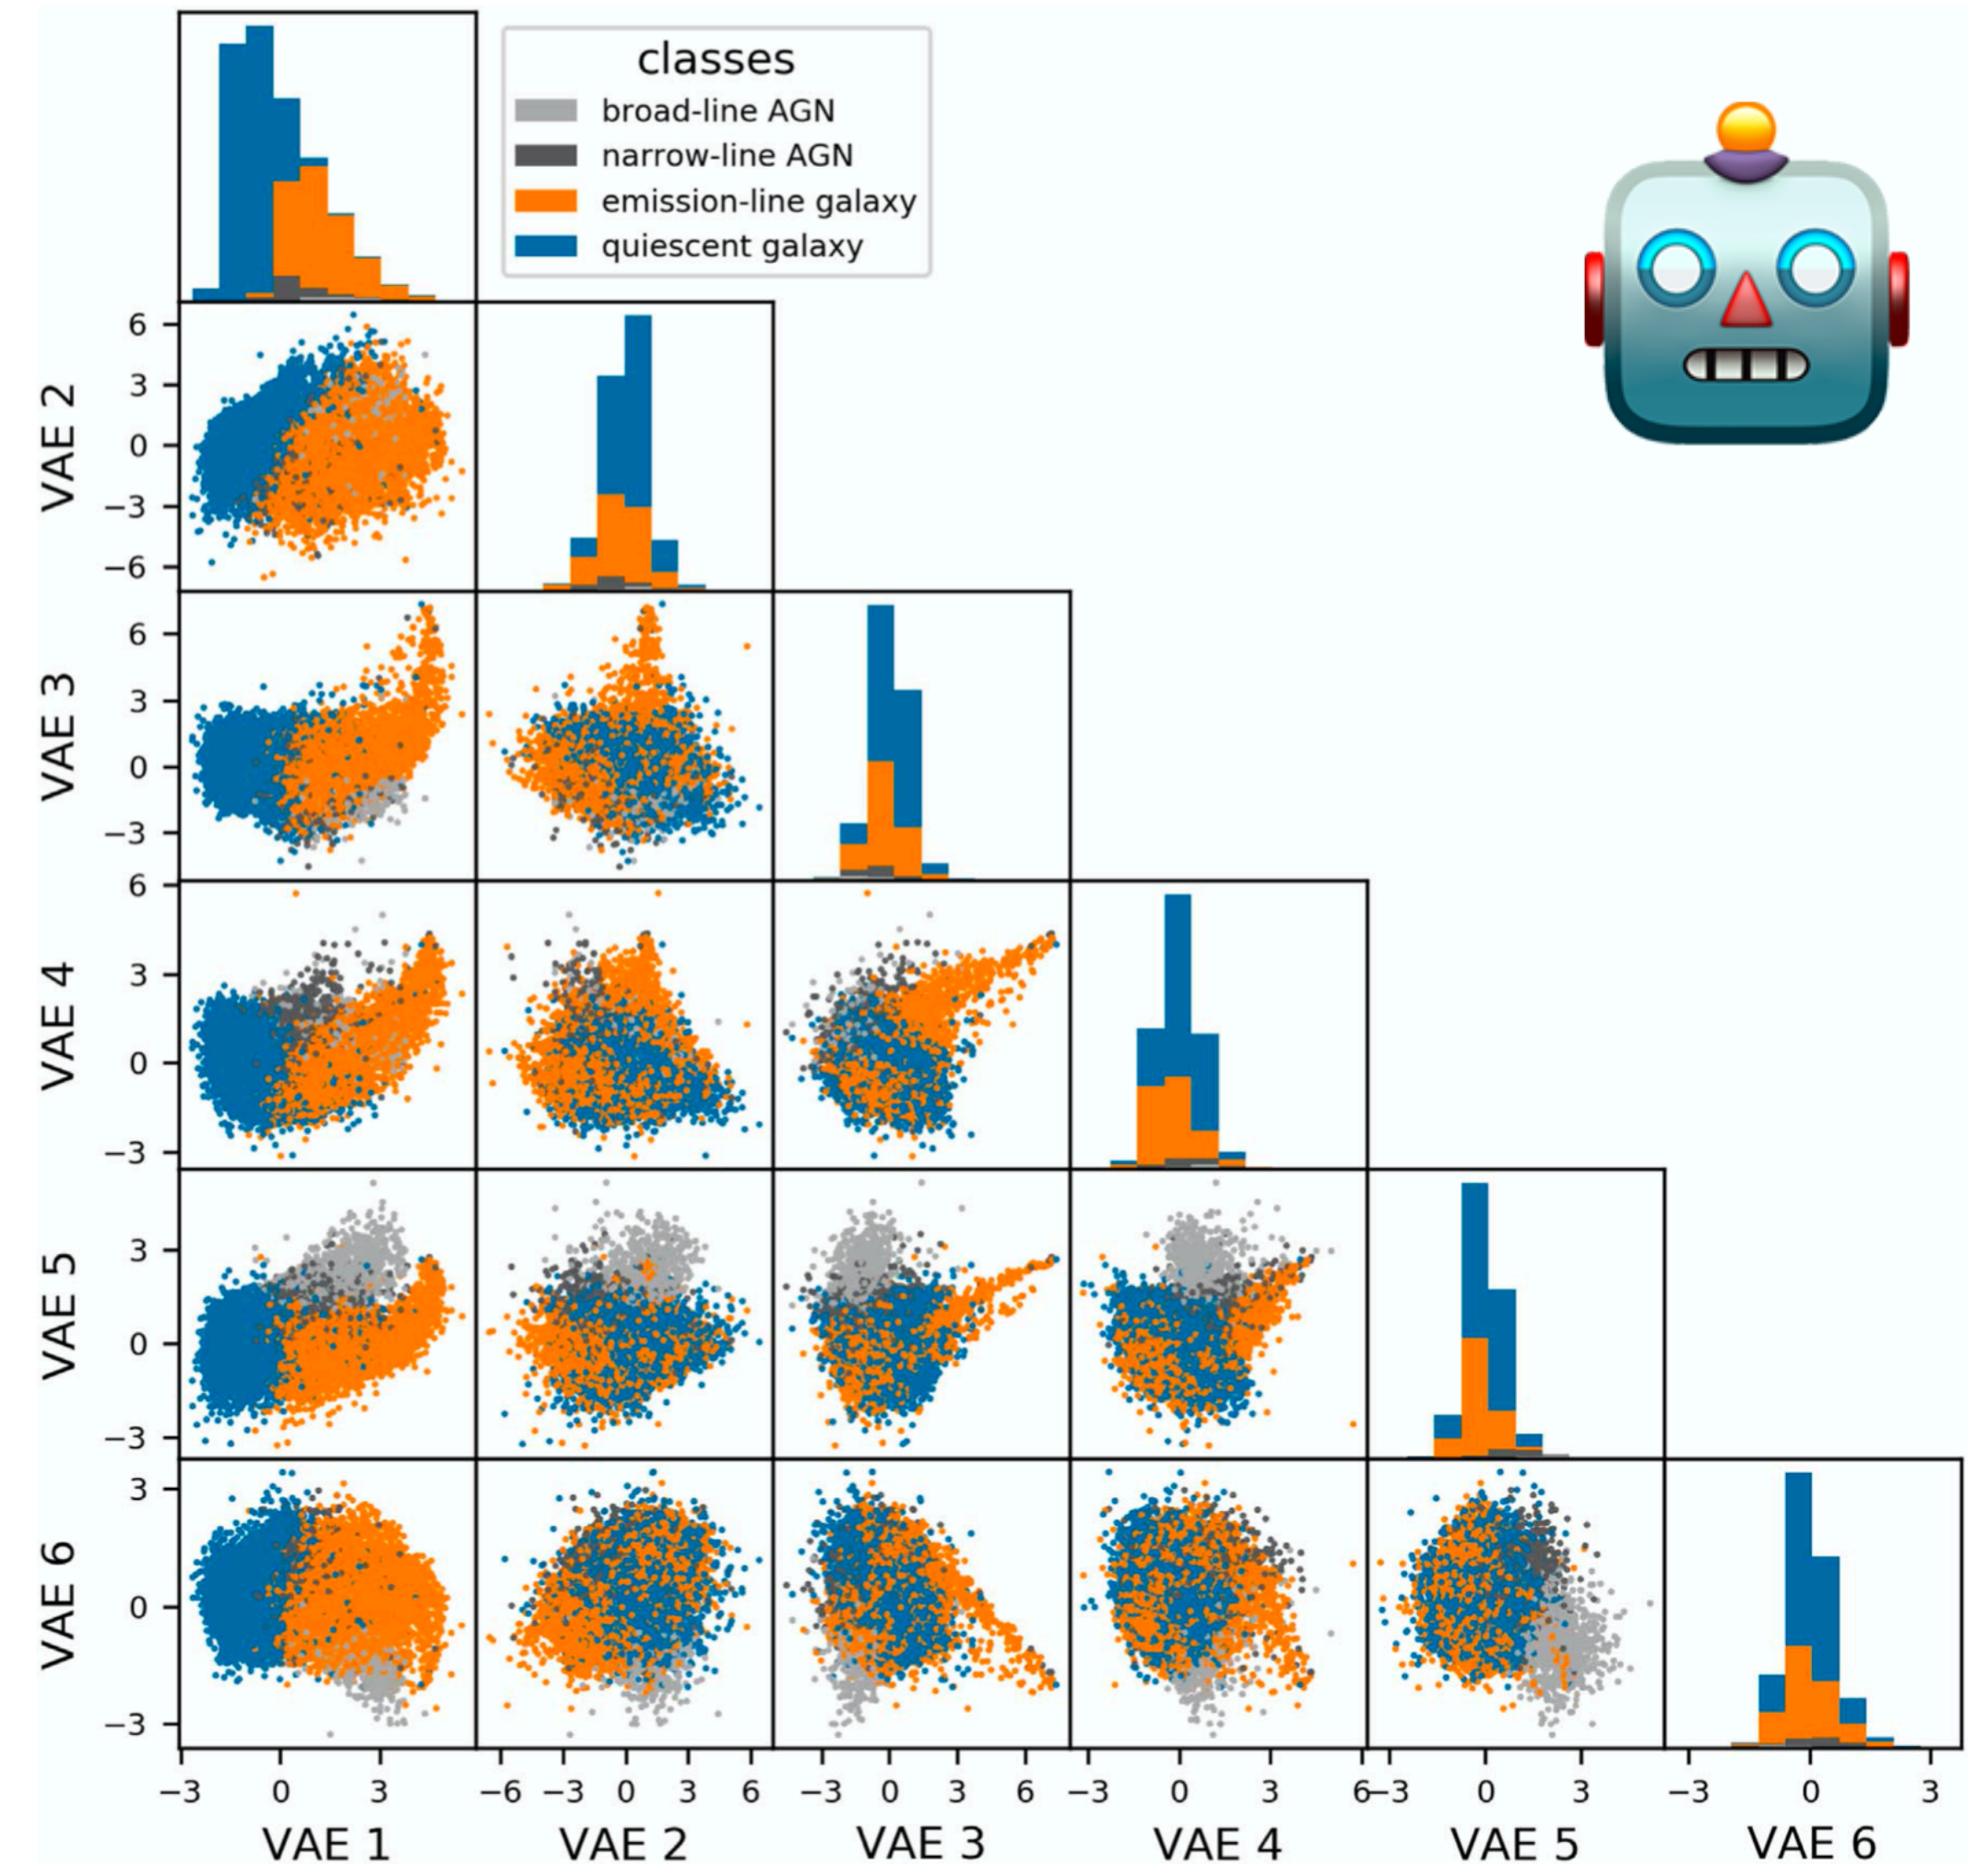 classes
broad-line AGN
narrow-line AGN
emission-line galaxy
quiescent galaxy
VAE 2
6
3
0
−3
−6
VAE 3
6
3
0
−3
VAE 4
6
3
0
−3
VAE 5
3
0
−3
VAE 6
3
0
−3
−3 0 3 −6 −3 0 3 6 −3 0 3 6 −3 0 3 6 −3 0 3 −3 0 3
VAE 1 VAE 2 VAE 3 VAE 4 VAE 5 VAE 6